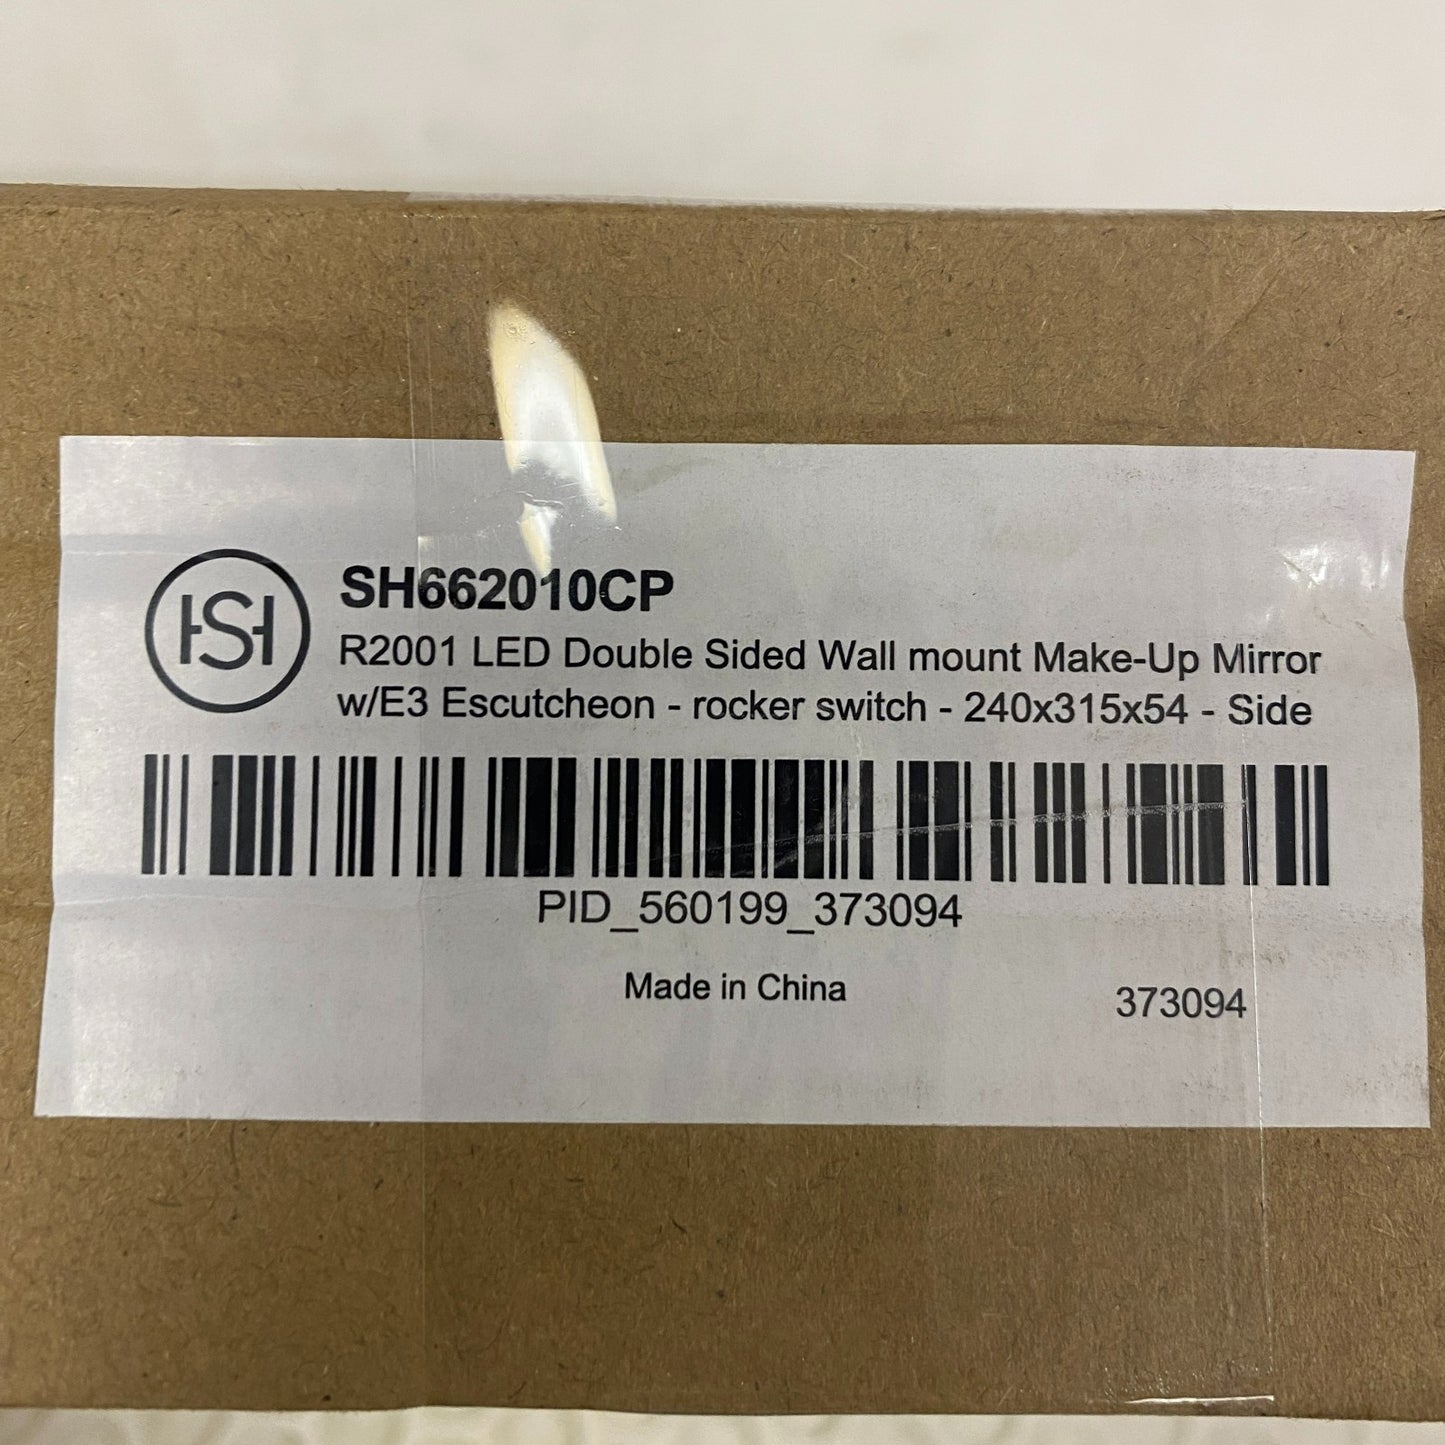 SH
SH662010CP
R2001 LED Double Sided Wall mount Make-Up Mirror
w/E3 Escutcheon - rocker switch - 240x315x54 - Side
PID_560199_373094
Made in China
373094